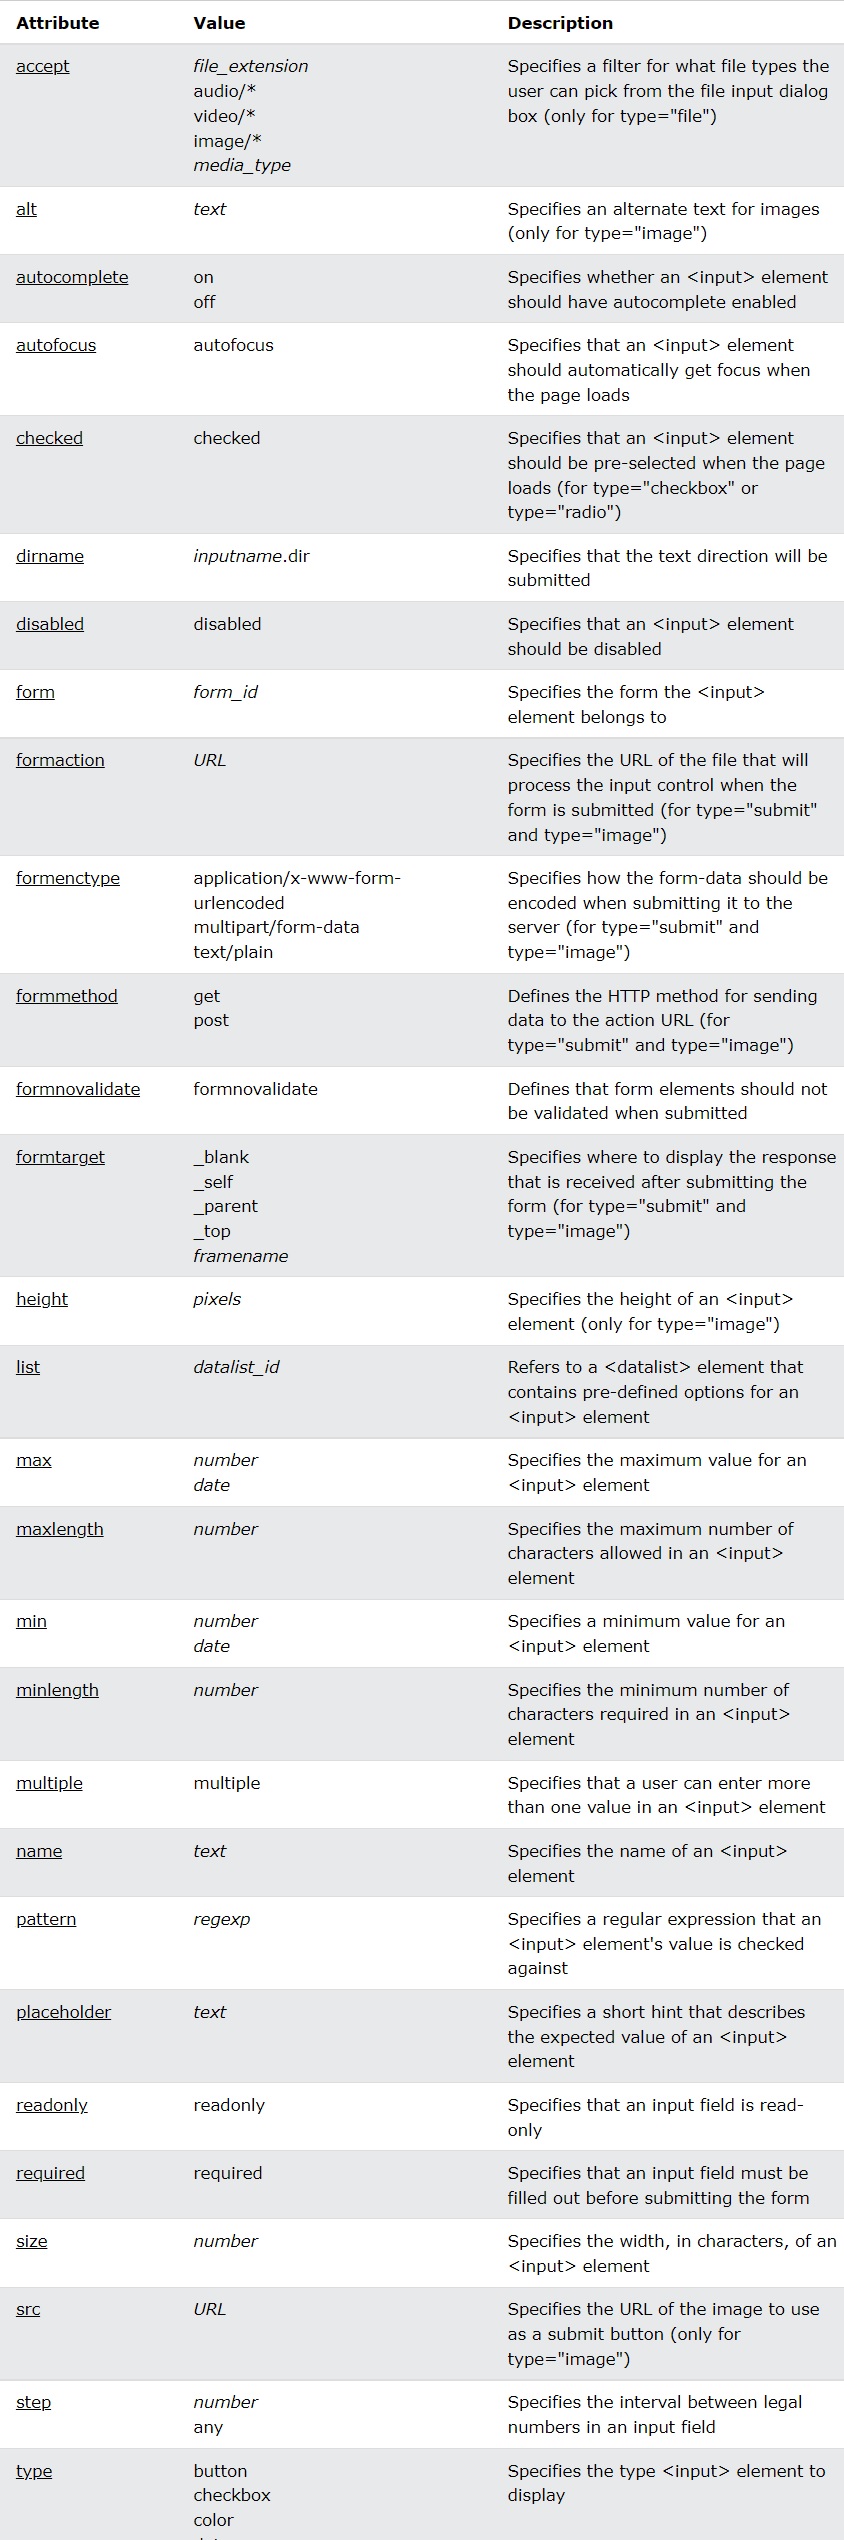 Attribute Value Description
accept file_extension Specifies a filter for what file types the
audio/* user can pick from the file input dialog
video/* box (only for type="file")
image/*
media_type
alt text Specifies an alternate text for images
(only for type="image")
autocomplete on Specifies whether an <input> element
off should have autocomplete enabled
autofocus autofocus Specifies that an <input> element
should automatically get focus when
the page loads
checked checked Specifies that an <input> element
should be pre-selected when the page
loads (for type="checkbox" or
type="radio")
dirname inputname.dir Specifies that the text direction will be
submitted
disabled disabled Specifies that an <input> element
should be disabled
form form_id Specifies the form the <input>
element belongs to
formaction URL Specifies the URL of the file that will
process the input control when the
form is submitted (for type="submit"
and type="image")
formenctype application/x-www-form- Specifies how the form-data should be
urlencoded encoded when submitting it to the
multipart/form-data server (for type="submit" and
text/plain type="image")
formmethod get Defines the HTTP method for sending
post data to the action URL (for
type="submit" and type="image")
formnovalidate formnovalidate Defines that form elements should not
be validated when submitted
formtarget _blank Specifies where to display the response
_self that is received after submitting the
_parent form (for type="submit" and
_top type="image")
framename
height pixels Specifies the height of an <input>
element (only for type="image")
list datalist_id Refers to a <datalist> element that
contains pre-defined options for an
<input> element
max number Specifies the maximum value for an
date <input> element
maxlength number Specifies the maximum number of
characters allowed in an <input>
element
min number Specifies a minimum value for an
date <input> element
minlength number Specifies the minimum number of
characters required in an <input>
element
multiple multiple Specifies that a user can enter more
than one value in an <input> element
name text Specifies the name of an <input>
element
pattern regexp Specifies a regular expression that an
<input> element's value is checked
against
placeholder text Specifies a short hint that describes
the expected value of an <input>
element
readonly readonly Specifies that an input field is read-
only
required required Specifies that an input field must be
filled out before submitting the form
size number Specifies the width, in characters, of an
<input> element
src URL Specifies the URL of the image to use
as a submit button (only for
type="image")
step number Specifies the interval between legal
any numbers in an input field
type button Specifies the type <input> element to
checkbox display
color